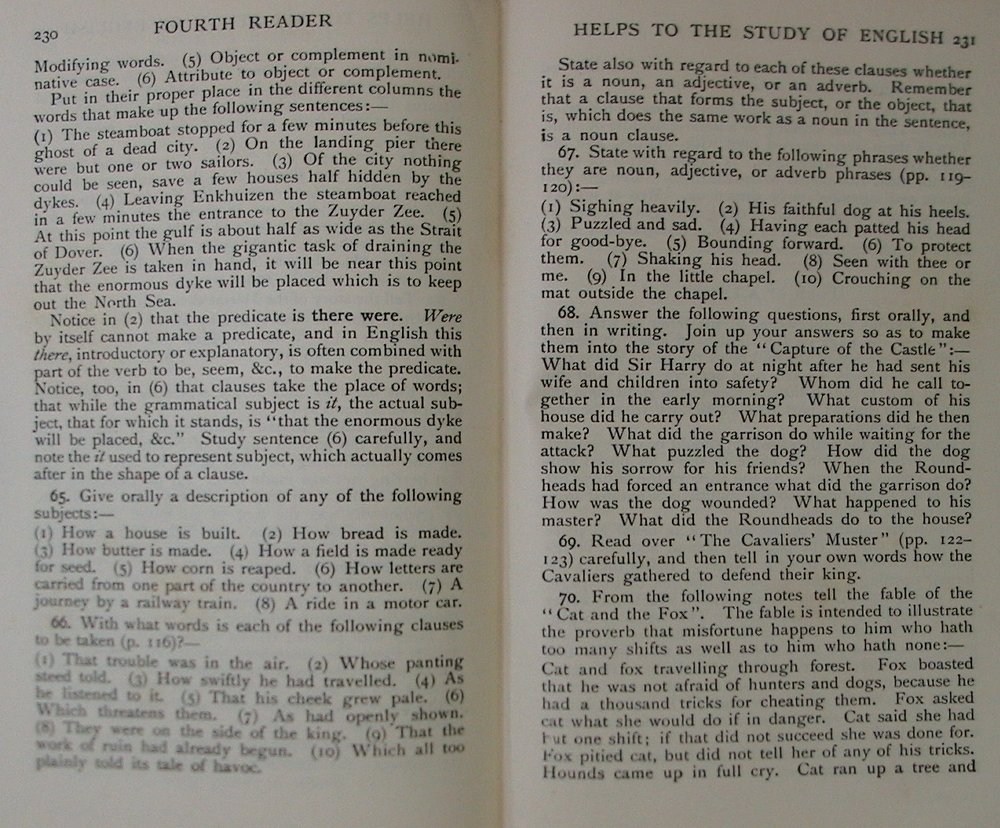 230 FOURTH READER
Modifying words. (5) Object or complement in nomi-
native case. (6) Attribute to object or complement.
Put in their proper place in the different columns the
words that make up the following sentences:—
(1) The steamboat stopped for a few minutes before this
ghost of a dead city. (2) On the landing pier there
were but one or two sailors. (3) Of the city nothing
could be seen, save a few houses half hidden by the
dykes. (4) Leaving Enkhuizen the steamboat reached
in a few minutes the entrance to the Zuyder Zee. (5)
At this point the gulf is about half as wide as the Strait
of Dover. (6) When the gigantic task of draining the
Zuyder Zee is taken in hand, it will be near this point
that the enormous dyke will be placed which is to keep
out the North Sea.
Notice in (2) that the predicate is there were. Were
by itself cannot make a predicate, and in English this
there, introductory or explanatory, is often combined with
part of the verb to be, seem, &c., to make the predicate.
Notice, too, in (6) that clauses take the place of words;
that while the grammatical subject is it, the actual sub-
ject, that for which it stands, is "that the enormous dyke
will be placed, &c." Study sentence (6) carefully, and
note the it used to represent subject, which actually comes
after in the shape of a clause.
65. Give orally a description of any of the following
subjects:—
(1) How a house is built. (2) How bread is made.
(3) How butter is made. (4) How a field is made ready
for seed. (5) How corn is reaped. (6) How letters are
carried from one part of the country to another. (7) A
journey by a railway train. (8) A ride in a motor car.
66. With what words is each of the following clauses
to be taken (p. 116)?—
(1) That trouble was in the air. (2) Whose panting
steed told. (3) How swiftly he had travelled. (4) As
he listened to it. (5) That his cheek grew pale. (6)
Which threatens them. (7) As had openly shown.
(8) They were on the side of the king. (9) That the
work of ruin had already begun. (10) Which all too
plainly told its tale of havoc.
HELPS TO THE STUDY OF ENGLISH 231
State also with regard to each of these clauses whether
it is a noun, an adjective, or an adverb. Remember
that a clause that forms the subject, or the object, that
is, which does the same work as a noun in the sentence,
is a noun clause.
67. State with regard to the following phrases whether
they are noun, adjective, or adverb phrases (pp. 119–
120):—
(1) Sighing heavily. (2) His faithful dog at his heels.
(3) Puzzled and sad. (4) Having each patted his head
for good-bye. (5) Bounding forward. (6) To protect
them. (7) Shaking his head. (8) Seen with thee or
me. (9) In the little chapel. (10) Crouching on the
mat outside the chapel.
68. Answer the following questions, first orally, and
then in writing. Join up your answers so as to make
them into the story of the "Capture of the Castle":—
What did Sir Harry do at night after he had sent his
wife and children into safety? Whom did he call to-
gether in the early morning? What custom of his
house did he carry out? What preparations did he then
make? What did the garrison do while waiting for the
attack? What puzzled the dog? How did the dog
show his sorrow for his friends? When the Round-
heads had forced an entrance what did the garrison do?
How was the dog wounded? What happened to his
master? What did the Roundheads do to the house?
69. Read over "The Cavaliers' Muster" (pp. 122–
123) carefully, and then tell in your own words how the
Cavaliers gathered to defend their king.
70. From the following notes tell the fable of the
"Cat and the Fox". The fable is intended to illustrate
the proverb that misfortune happens to him who hath
too many shifts as well as to him who hath none:—
Cat and fox travelling through forest. Fox boasted
that he was not afraid of hunters and dogs, because he
had a thousand tricks for cheating them. Fox asked
cat what she would do if in danger. Cat said she had
but one shift; if that did not succeed she was done for.
Fox pitied cat, but did not tell her of any of his tricks.
Hounds came up in full cry. Cat ran up a tree and